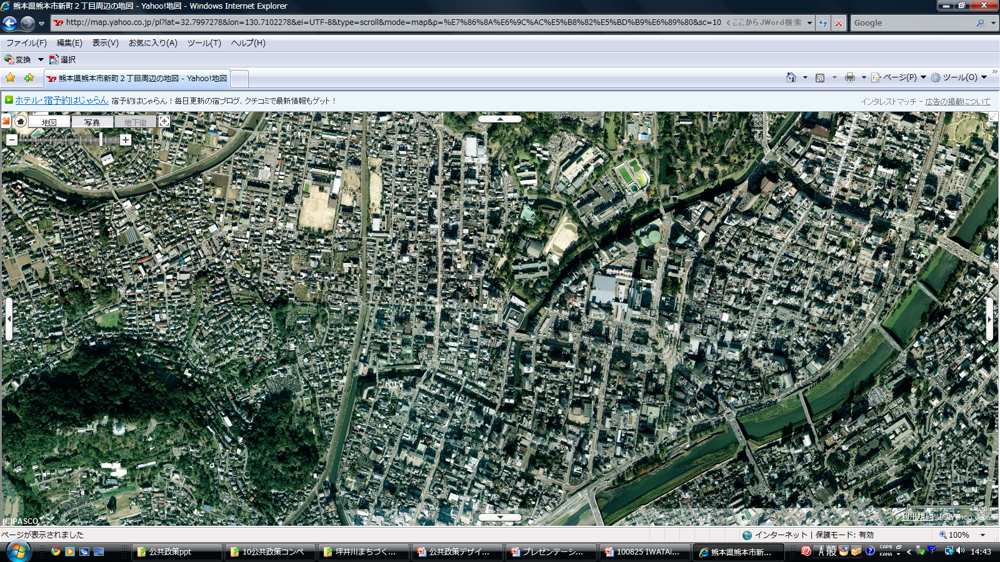 熊本県熊本市新町２丁目周辺の地図 - Yahoo!地図 - Windows Internet Explorer
http://map.yahoo.co.jp/pl?lat=32.7997278&lon=130.7102278&ei=UTF-8&type=scroll&mode=map&p=%E7%86%8A%E6%9C%AC%E5%B8%82%E5%BD%B9%E6%89%80&sc=10 <ここからJWord検索 Google
ファイル(F) 編集(E) 表示(V) お気に入り(A) ツール(T) ヘルプ(H)
変換 選択
熊本県熊本市新町２丁目周辺の地図 - Yahoo!地図 ページ(P) ツール(O)
ホテル・宿予約はじゃらん 宿予約はじゃらん！毎日更新の宿ブログ、クチコミで最新情報もゲット！ インタレストマッチ - 広告の掲載について
地図 写真 地下街
200 m
(C)PASCO 利用規約 (C)Yahoo Japan
ページが表示されました インターネット | 保護モード: 有効 100%
公共政策ppt 10公共政策コンペ 坪井川まちづく... 公共政策デザイ... プレゼンテーシ... 100825 IWATAi... 熊本県熊本市新... A 般 CAPS KANA 14:43